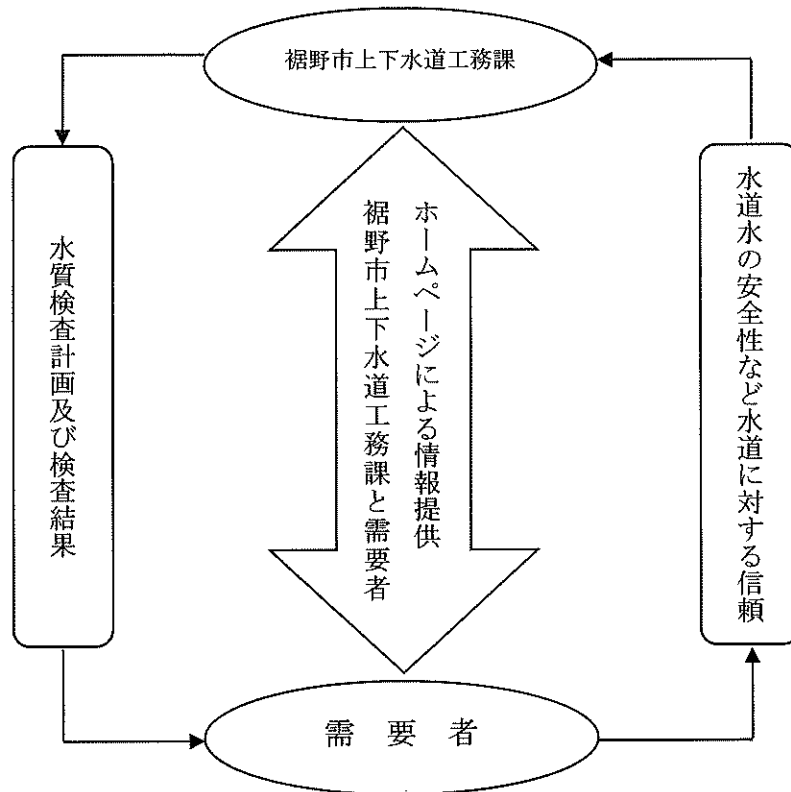 裾野市上下水道工務課
水質検査計画及び検査結果
ホームページによる情報提供
裾野市上下水道工務課と需要者
水道水の安全性など水道に対する信頼
需要者